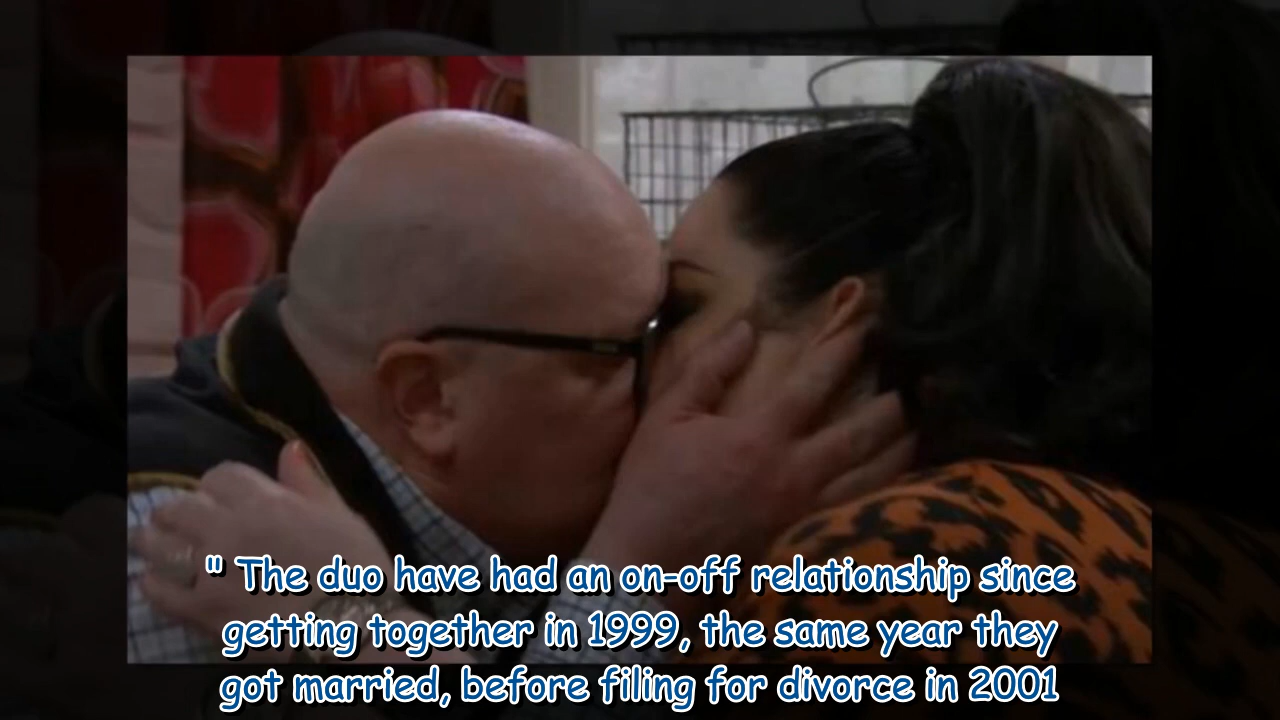 " The duo have had an on-off relationship since
getting together in 1999, the same year they
got married, before filing for divorce in 2001